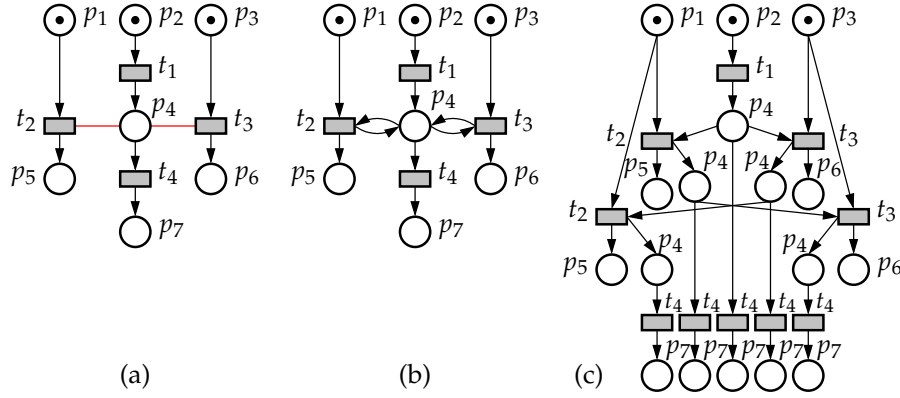 p1 p2 p3 p1 p2 p3 p1 p2 p3
t1 t1 t1
p4 p4 p4
t2 t3 t2 t3 t2 t3
p5 t4 p6 p5 t4 p6 p5 p4 p4 p6
p7 p7 t2 t3
p4 p4
p5 p6
t4 t4 t4 t4 t4
p7 p7 p7 p7 p7
(a) (b) (c)